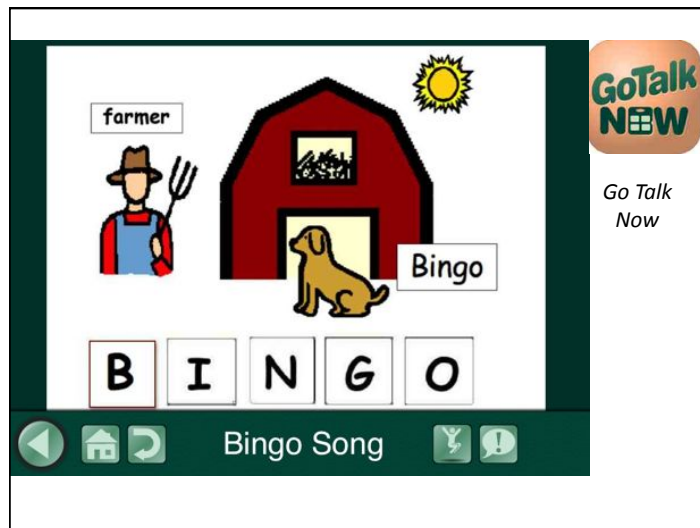 GoTalk
NOW
farmer
Go Talk
Now
Bingo
B I N G O
Bingo Song